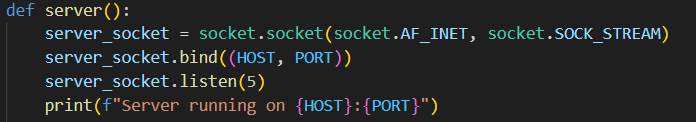 def server():
    server_socket = socket.socket(socket.AF_INET, socket.SOCK_STREAM)
    server_socket.bind((HOST, PORT))
    server_socket.listen(5)
    print(f"Server running on {HOST}:{PORT}")